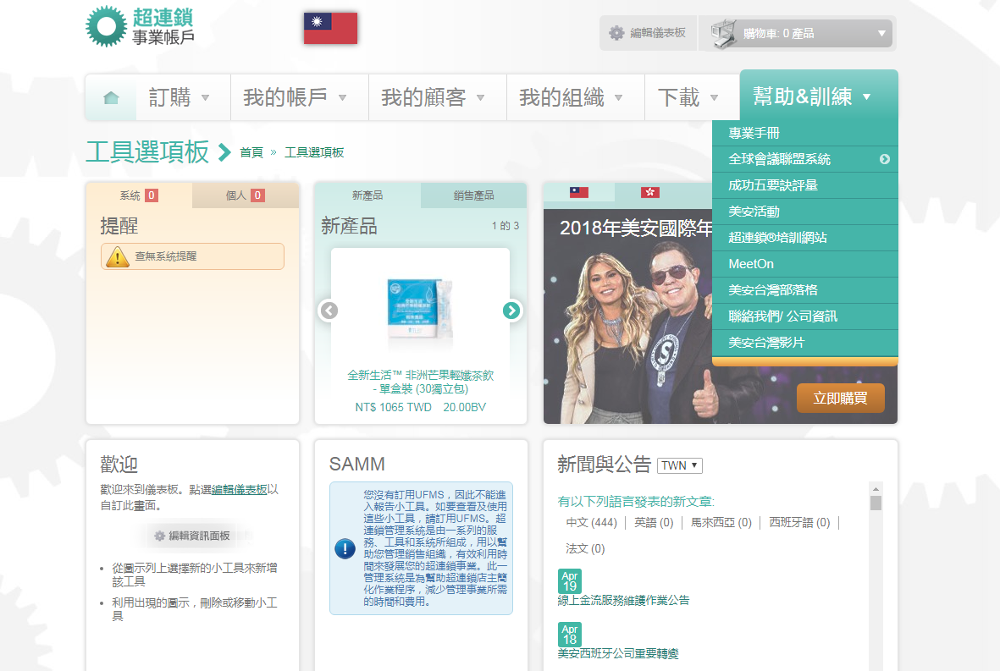 超連鎖
事業帳戶
編輯儀表板
購物車: 0 產品
訂購
我的帳戶
我的顧客
我的組織
下載
幫助&訓練
專業手冊
全球會議聯盟系統
成功五要訣評量
美安活動
超連鎖®培訓網站
MeetOn
美安台灣部落格
聯絡我們/ 公司資訊
美安台灣影片
工具選項板
首頁 » 工具選項板
系統 0
個人 0
提醒
查無系統提醒
新產品
銷售產品
新產品
1 的 3
全新生活™ 非洲芒果輕孅茶飲
- 單盒裝 (30獨立包)
NT$ 1065 TWD 20.00BV
2018年美安國際年
立即購買
歡迎
歡迎來到儀表板。點選編輯儀表板以
自訂此畫面。
編輯資訊面板
• 從圖示列上選擇新的小工具來新增
該工具
• 利用出現的圖示，刪除或移動小工
具
SAMM
您沒有訂用UFMS，因此不能進
入報告小工具。如要查看及使用
這些小工具，請訂用UFMS。超
連鎖管理系統是由一系列的服
務、工具和系統所組成，用以幫
助您管理銷售組織，有效利用時
間來發展您的超連鎖事業。此一
管理系統是為幫助超連鎖店主簡
化作業程序，減少管理事業所需
的時間和費用。
新聞與公告 TWN
有以下列語言發表的新文章:
中文 (444) 英語 (0) 馬來西亞 (0) 西班牙語 (0)
法文 (0)
Apr
19
線上金流服務維護作業公告
Apr
18
美安西班牙公司重要轉變